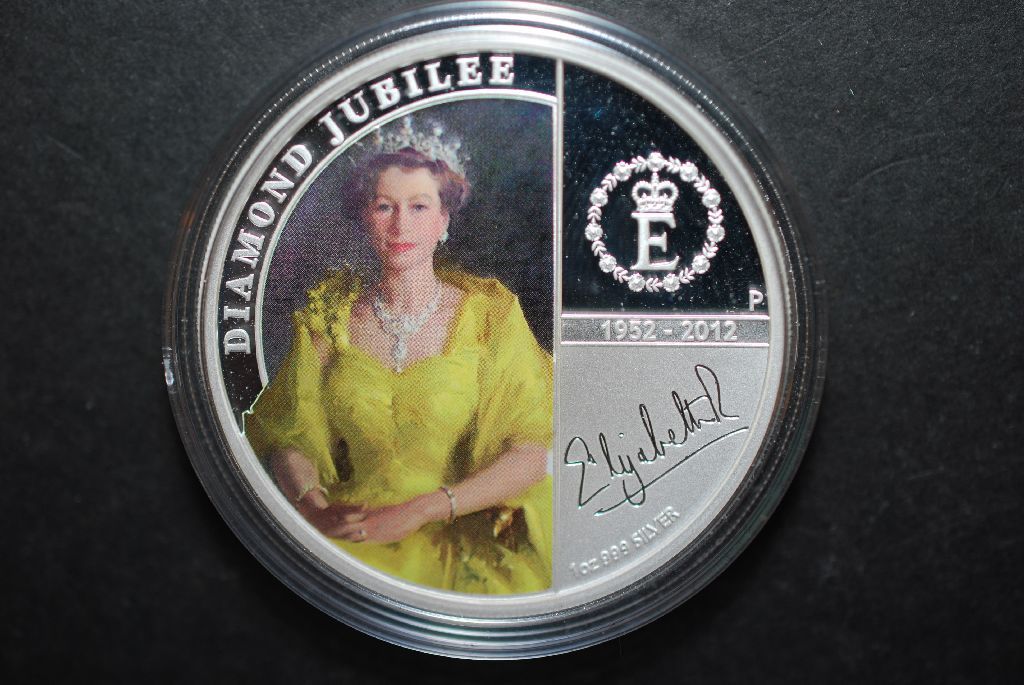 DIAMOND JUBILEE
E
P
1952 - 2012
Elizabeth R
1oz 999 SILVER